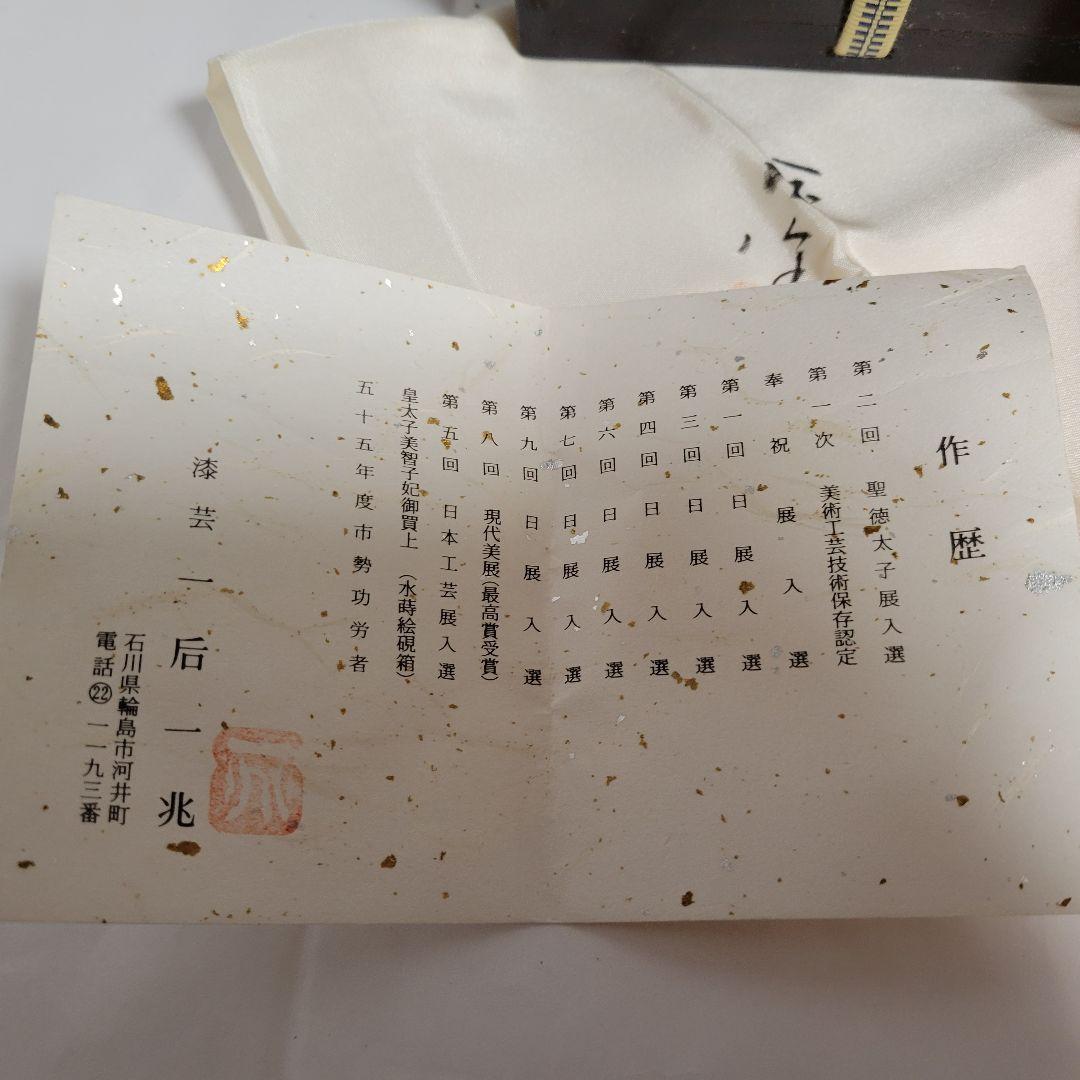 作歴
第二回 聖徳太子展入選
第一次 美術工芸技術保存認定
奉祝展入選
第一回日展入選
第三回日展入選
第四回日展入選
第六回日展入選
第七回日展入選
第九回日展入選
第八回 現代美展(最高賞受賞)
第五回 日本工芸展入選
皇太子美智子妃御買上 (水蒔絵硯箱)
五十五年度市勢功労者
漆芸 一后一兆
石川県輪島市河井町
電話㉒一一九三番